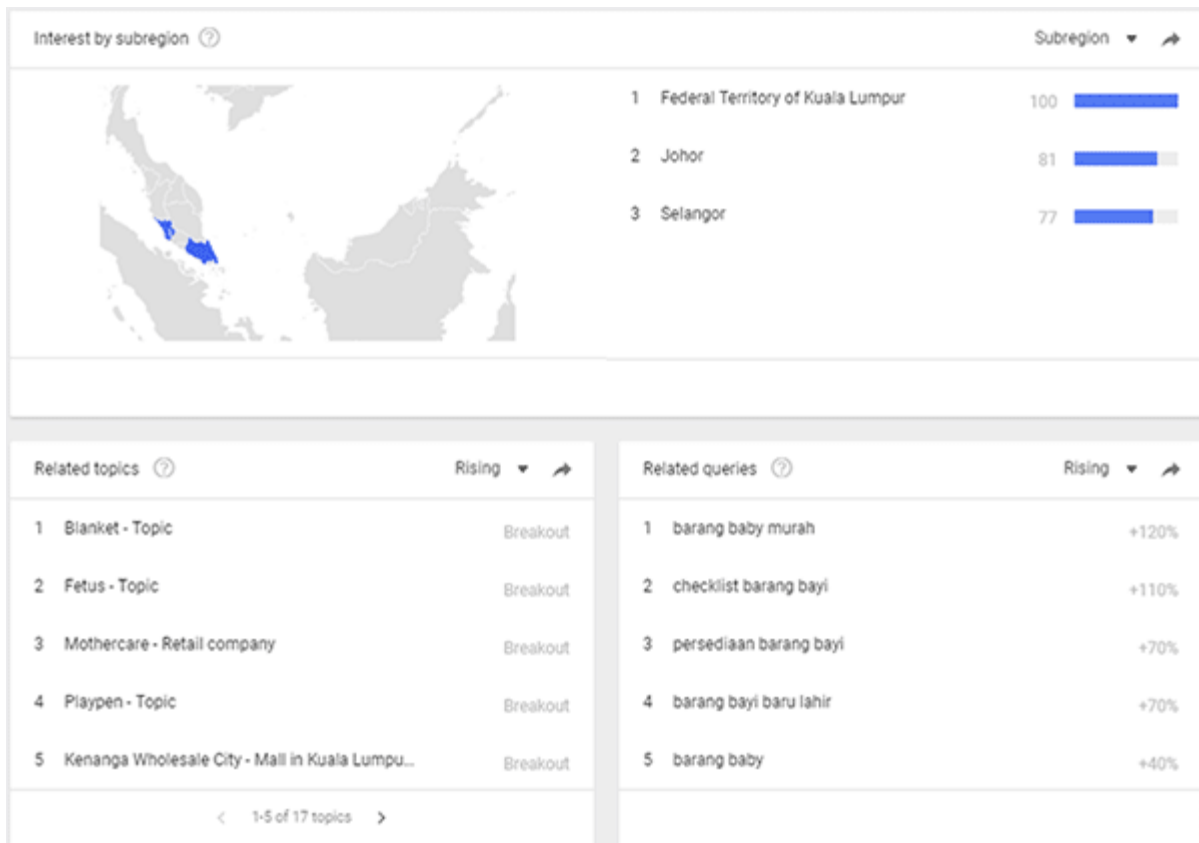 Interest by subregion ?
Subregion
1 Federal Territory of Kuala Lumpur 100
2 Johor 81
3 Selangor 77
Related topics ? Rising
1 Blanket - Topic Breakout
2 Fetus - Topic Breakout
3 Mothercare - Retail company Breakout
4 Playpen - Topic Breakout
5 Kenanga Wholesale City - Mall in Kuala Lumpu... Breakout
1-5 of 17 topics
Related queries ? Rising
1 barang baby murah +120%
2 checklist barang bayi +110%
3 persediaan barang bayi +70%
4 barang bayi baru lahir +70%
5 barang baby +40%